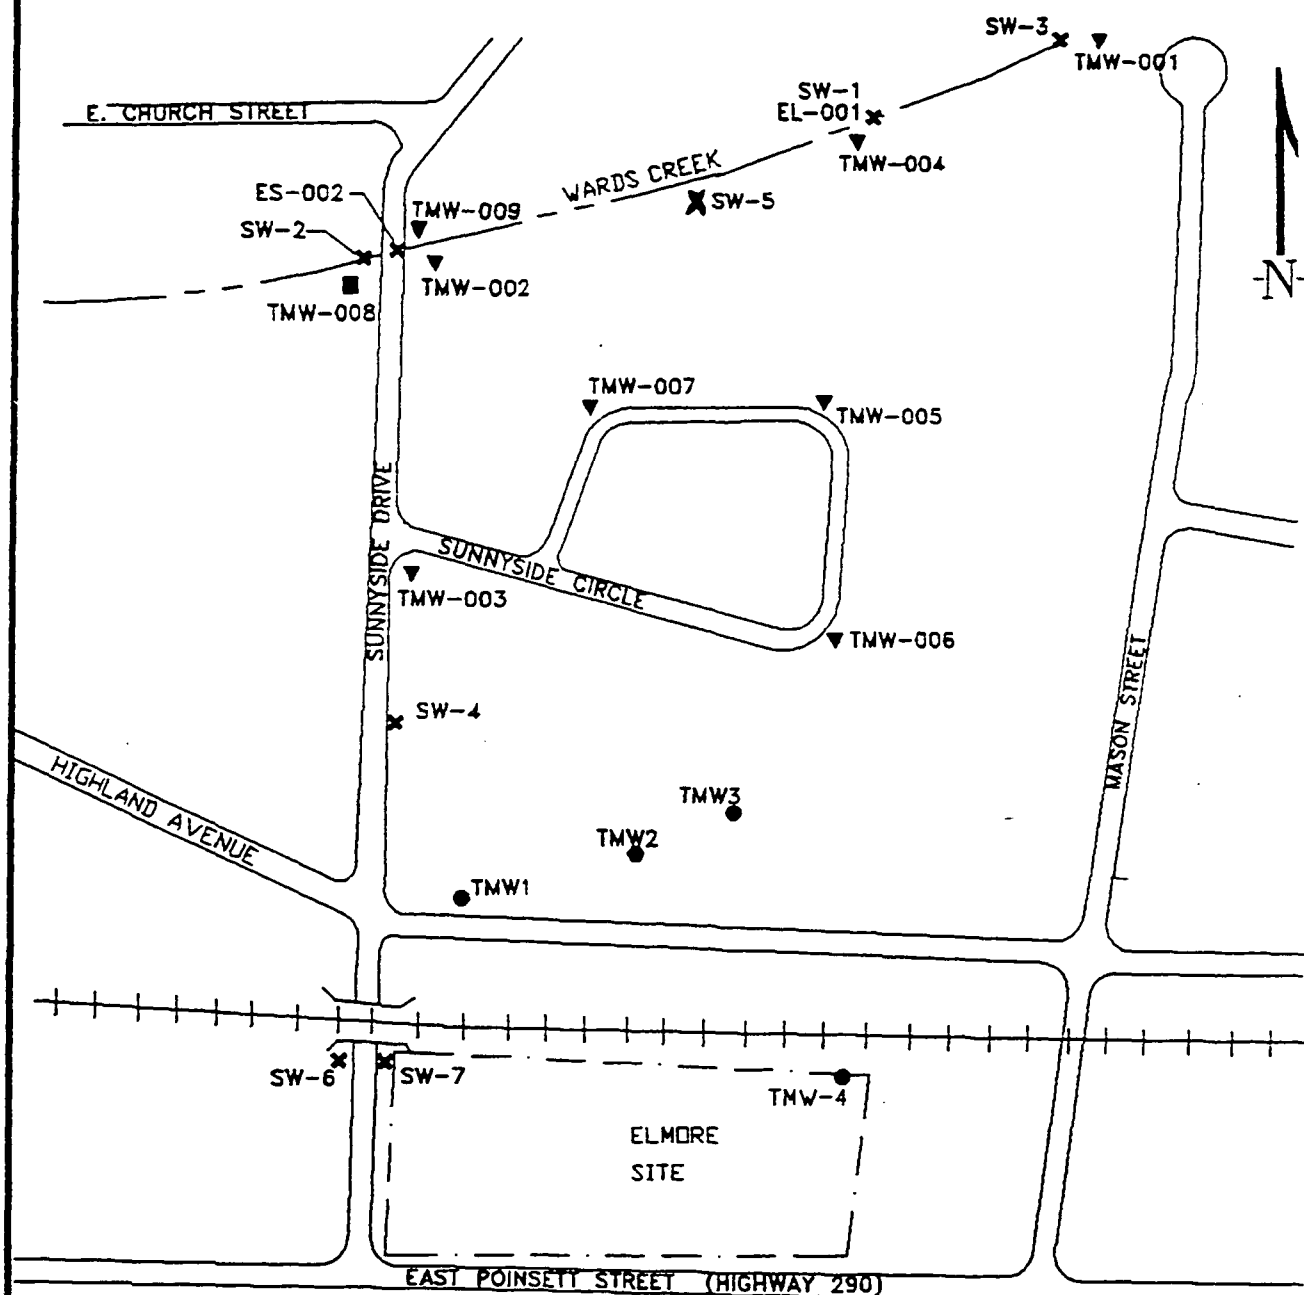 SW-3
TMW-001
SW-1
EL-001
TMW-004
E. CHURCH STREET
WARDS CREEK
ES-002
TMW-009
SW-5
SW-2
TMW-002
TMW-008
N
TMW-007
TMW-005
SUNNYSIDE DRIVE
SUNNYSIDE CIRCLE
TMW-003
TMW-006
MASON STREET
SW-4
HIGHLAND AVENUE
TMW3
TMW2
TMW1
SW-6
SW-7
TMW-4
ELMORE
SITE
EAST POINSETT STREET (HIGHWAY 290)